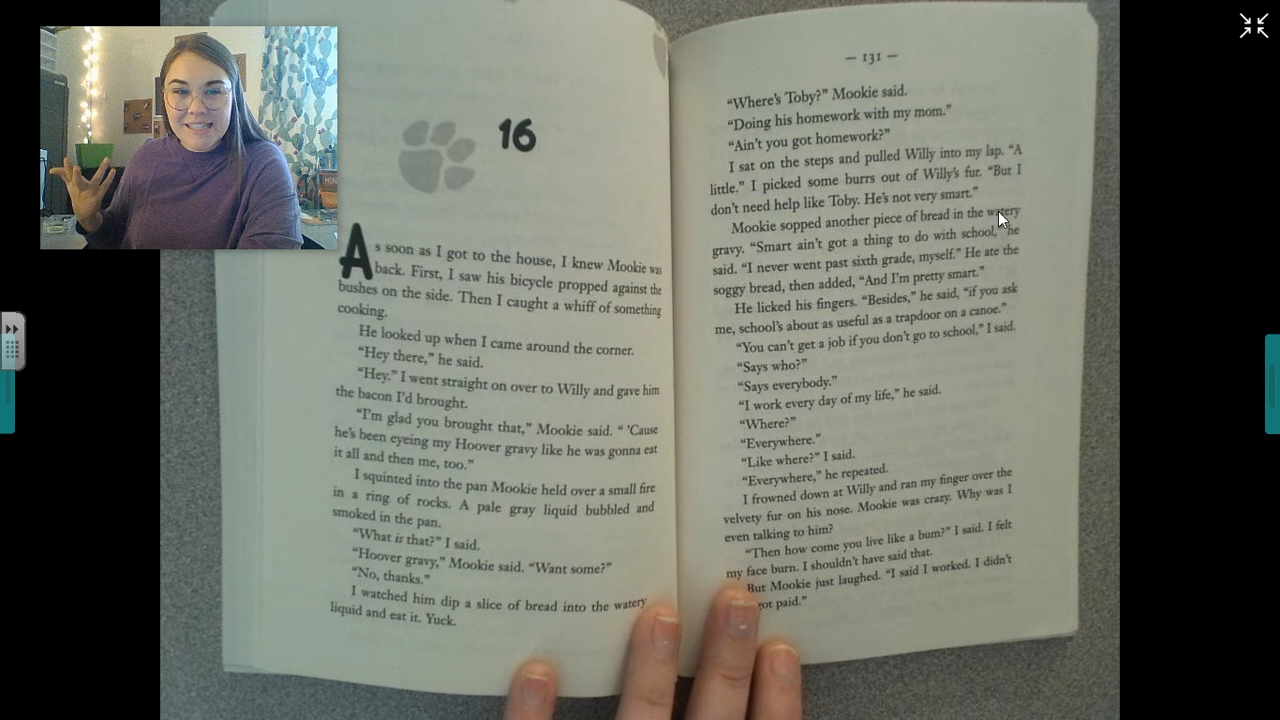 16
As soon as I got to the house, I knew Mookie was
back. First, I saw his bicycle propped against the
bushes on the side. Then I caught a whiff of something
cooking.
He looked up when I came around the corner.
“Hey there,” he said.
“Hey.” I went straight on over to Willy and gave him
the bacon I’d brought.
“I’m glad you brought that,” Mookie said. “ ’Cause
he’s been eyeing my Hoover gravy like he was gonna eat
it all and then me, too.”
I squinted into the pan Mookie held over a small fire
in a ring of rocks. A pale gray liquid bubbled and
smoked in the pan.
“What is that?” I said.
“Hoover gravy,” Mookie said. “Want some?”
“No, thanks.”
I watched him dip a slice of bread into the watery
liquid and eat it. Yuck.
— 131 —
“Where’s Toby?” Mookie said.
“Doing his homework with my mom.”
“Ain’t you got homework?”
I sat on the steps and pulled Willy into my lap. “A
little.” I picked some burrs out of Willy’s fur. “But I
don’t need help like Toby. He’s not very smart.”
Mookie sopped another piece of bread in the watery
gravy. “Smart ain’t got a thing to do with school,” he
said. “I never went past sixth grade, myself.” He ate the
soggy bread, then added, “And I’m pretty smart.”
He licked his fingers. “Besides,” he said, “if you ask
me, school’s about as useful as a trapdoor on a canoe.”
“You can’t get a job if you don’t go to school,” I said.
“Says who?”
“Says everybody.”
“I work every day of my life,” he said.
“Where?”
“Everywhere.”
“Like where?” I said.
“Everywhere,” he repeated.
I frowned down at Willy and ran my finger over the
velvety fur on his nose. Mookie was crazy. Why was I
even talking to him?
“Then how come you live like a bum?” I said. I felt
my face burn. I shouldn’t have said that.
But Mookie just laughed. “I said I worked. I didn’t
got paid.”